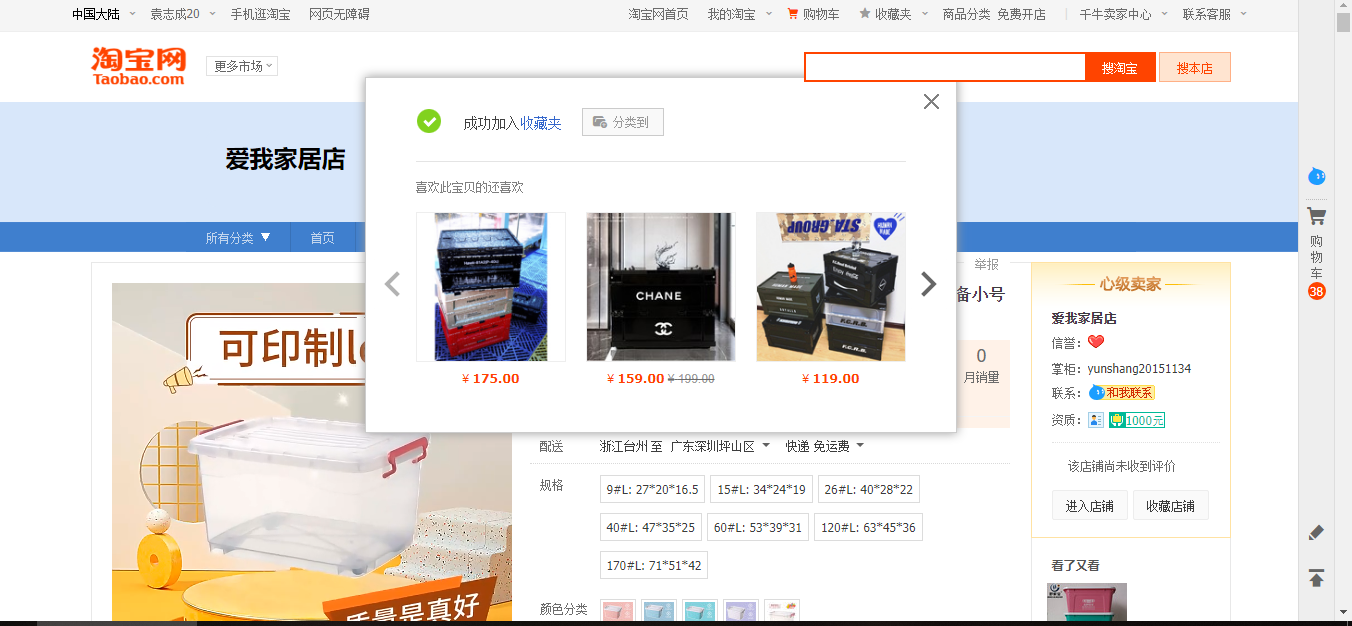 中国大陆 袁志成20 手机逛淘宝 网页无障碍 淘宝网首页 我的淘宝 购物车 收藏夹 商品分类 免费开店 千牛卖家中心 联系客服
淘宝网
Taobao.com
更多市场
搜淘宝 搜本店
成功加入收藏夹 分类到
爱我家居店
喜欢此宝贝的还喜欢
所有分类 首页
STA.GROUP
CHANE
¥ 175.00 ¥ 159.00 ¥ 199.00 ¥ 119.00
举报
备小号
0
月销量
心级卖家
爱我家居店
信誉：
掌柜：yunshang20151134
联系： 和我联系
资质： 1000元
该店铺尚未收到评价
进入店铺 收藏店铺
看了又看
可印制l
质量是真好
配送 浙江台州 至 广东深圳坪山区 快递 免运费
规格 9#L: 27*20*16.5 15#L: 34*24*19 26#L: 40*28*22
40#L: 47*35*25 60#L: 53*39*31 120#L: 63*45*36
170#L: 71*51*42
颜色分类
购物车
38